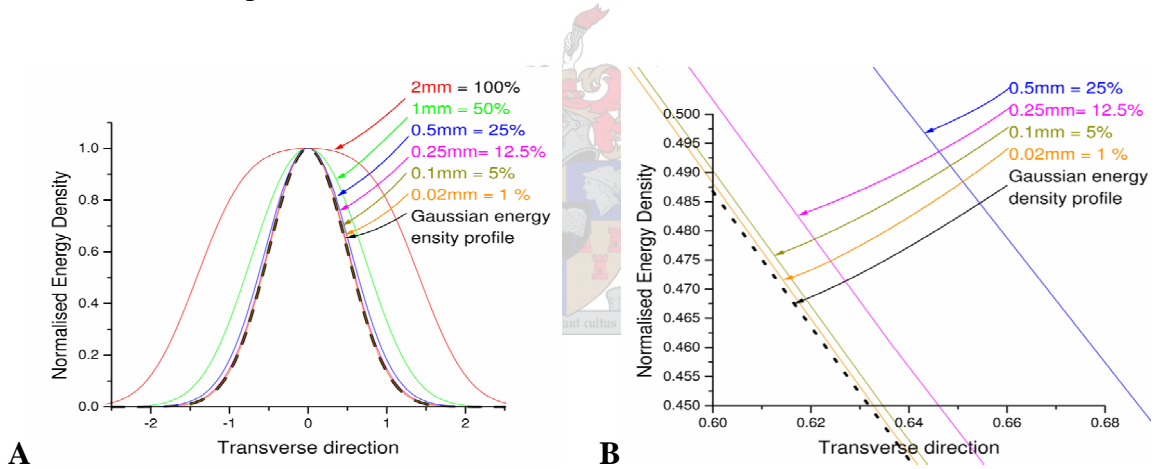 2mm = 100%
1mm = 50%
0.5mm = 25%
0.25mm= 12.5%
0.1mm = 5%
0.02mm = 1 %
Gaussian energy
ensity profile
Normalised Energy Density
1.0
0.8
0.6
0.4
0.2
0.0
-2
-1
0
1
2
Transverse direction
A
0.5mm = 25%
0.25mm = 12.5%
0.1mm = 5%
0.02mm = 1 %
Gaussian energy
density profile
Normalised Energy Density
0.500
0.495
0.490
0.485
0.480
0.475
0.470
0.465
0.460
0.455
0.450
0.60
0.62
0.64
0.66
0.68
Transverse direction
B